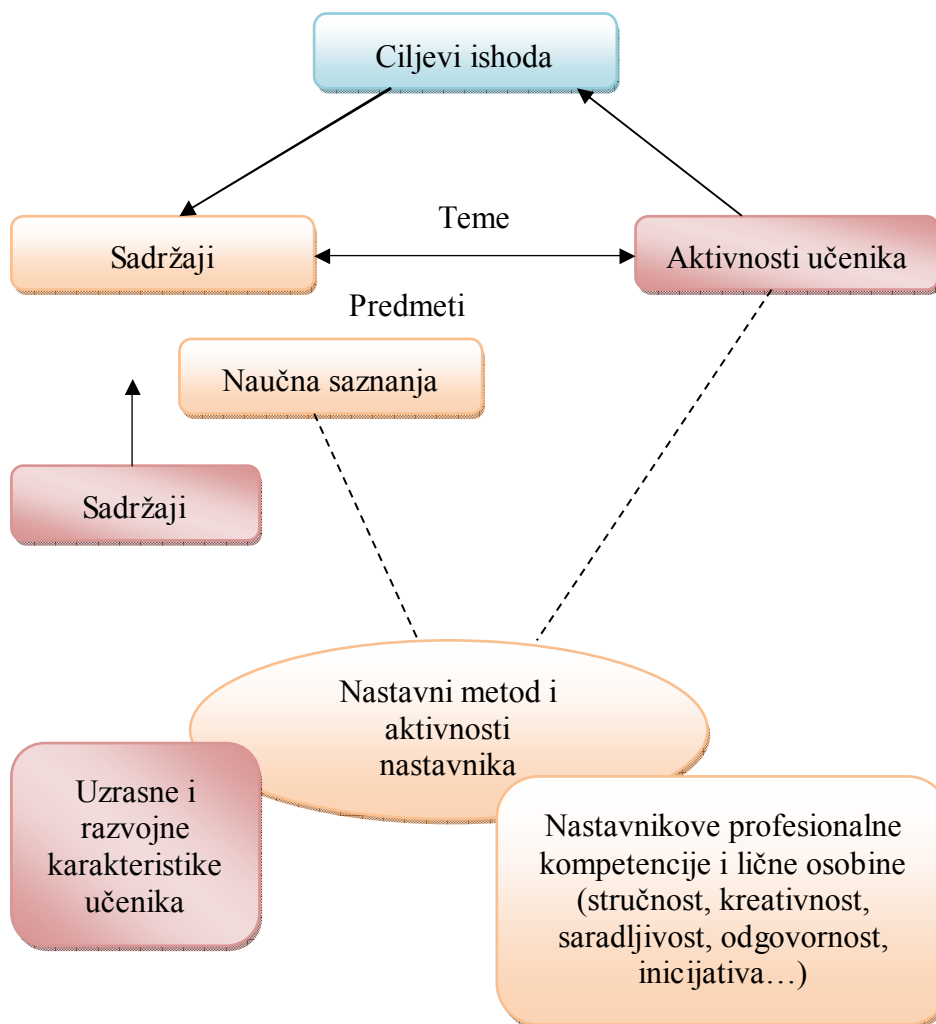 Ciljevi ishoda
Teme
Sadržaji
Aktivnosti učenika
Predmeti
Naučna saznanja
Sadržaji
Nastavni metod i
aktivnosti
nastavnika
Uzrasne i
razvojne
karakteristike
učenika
Nastavnikove profesionalne
kompetencije i lične osobine
(stručnost, kreativnost,
saradljivost, odgovornost,
inicijativa…)